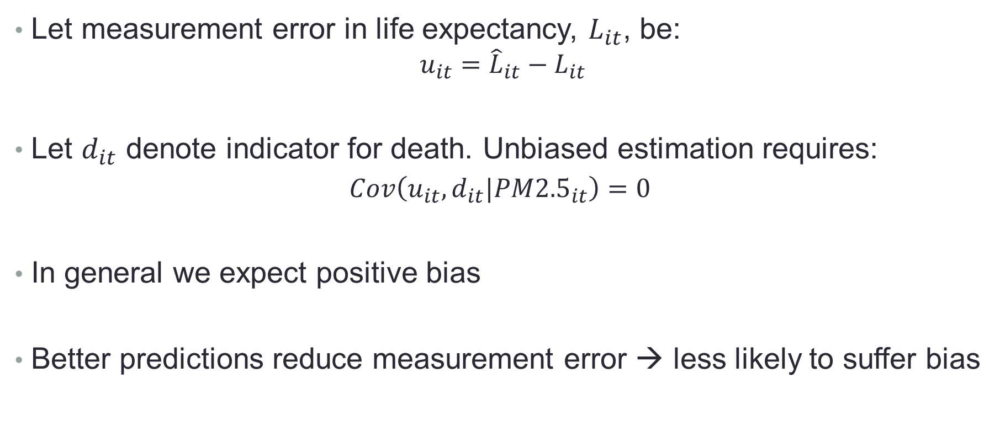 • Let measurement error in life expectancy, $L_{it}$, be:
$u_{it} = \hat{L}_{it} - L_{it}$
• Let $d_{it}$ denote indicator for death. Unbiased estimation requires:
$Cov(u_{it}, d_{it}|PM2.5_{it}) = 0$
• In general we expect positive bias
• Better predictions reduce measurement error → less likely to suffer bias